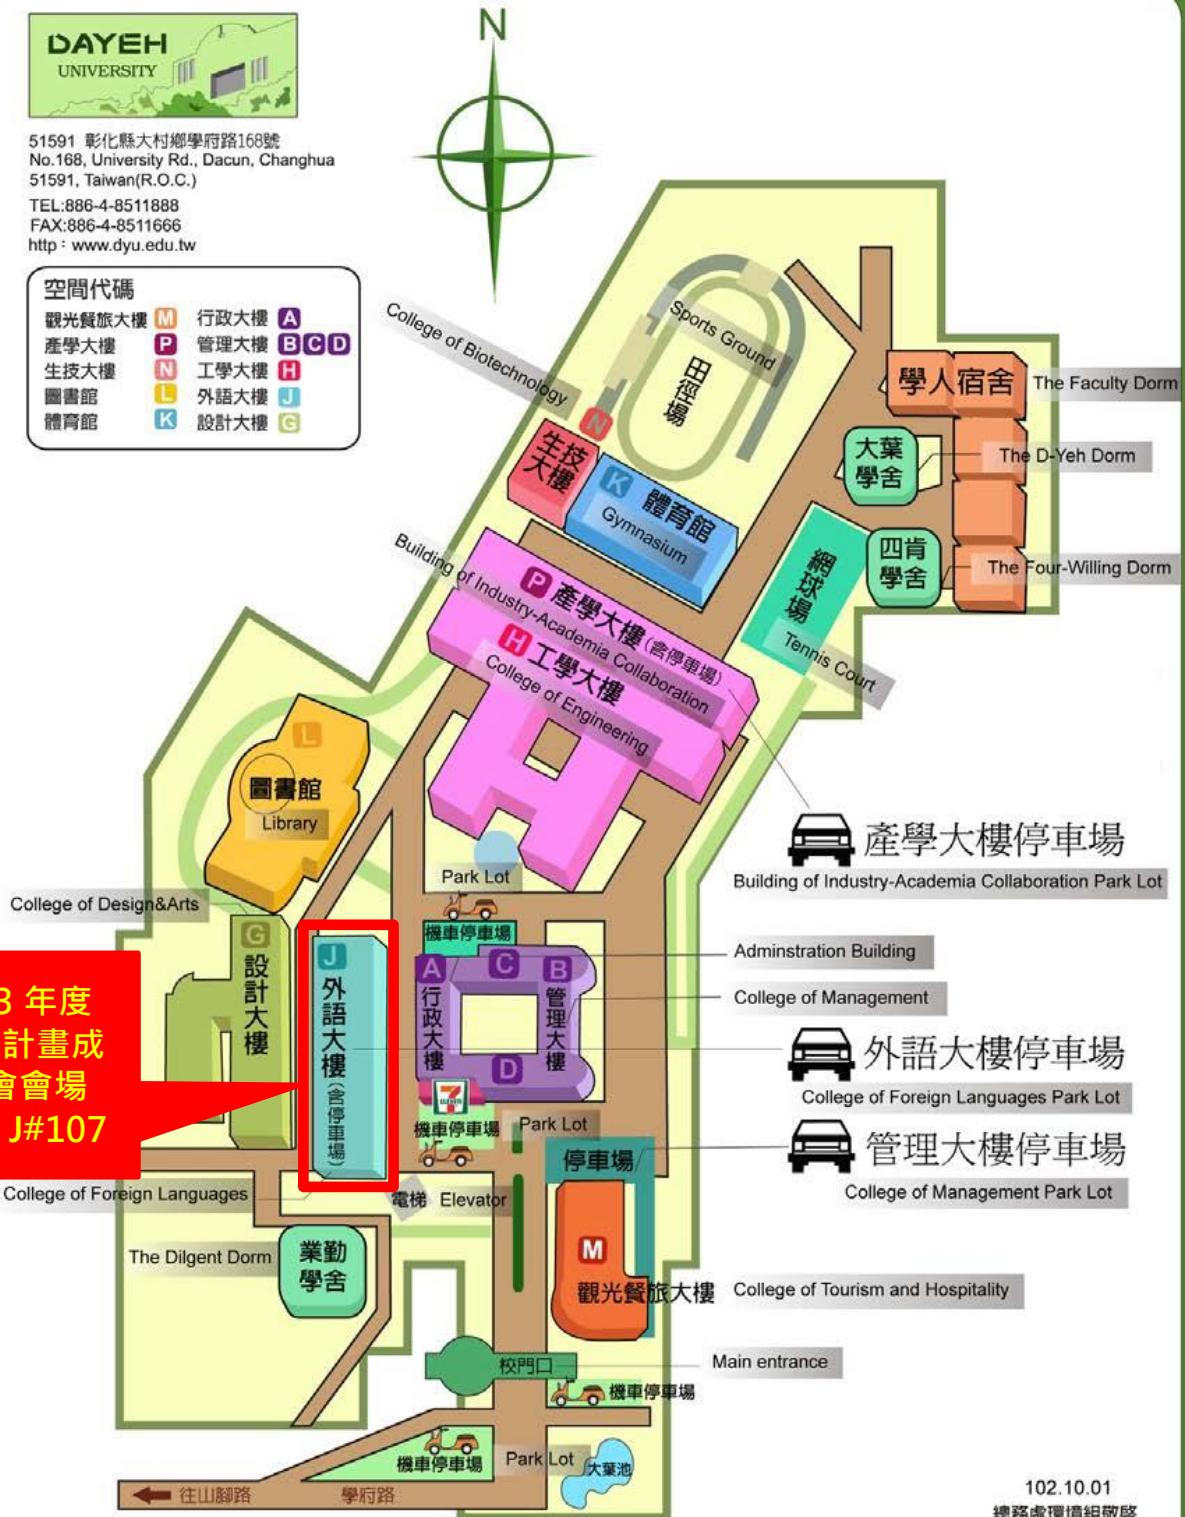 DAYEH
UNIVERSITY
N
51591 彰化縣大村鄉學府路168號
No.168, University Rd., Dacun, Changhua
51591, Taiwan(R.O.C.)
TEL:886-4-8511888
FAX:886-4-8511666
http：www.dyu.edu.tw
空間代碼
觀光餐旅大樓 M 行政大樓 A
產學大樓 P 管理大樓 B C D
生技大樓 N 工學大樓 H
圖書館 L 外語大樓 J
體育館 K 設計大樓 G
College of Biotechnology
Sports Ground
田徑場
學人宿舍
The Faculty Dorm
N
生技
大樓
大葉
學舍
The D-Yeh Dorm
K 體育館
Gymnasium
網球場
Tennis Court
四肯
學舍
The Four-Willing Dorm
P 產學大樓(含停車場)
Building of Industry-Academia Collaboration
H 工學大樓
College of Engineering
L
圖書館
Library
產學大樓停車場
Building of Industry-Academia Collaboration Park Lot
Park Lot
機車停車場
College of Design&Arts
G
設計大樓
J
外語大樓(含停車場)
A
行政大樓
C
B
管理大樓
D
Adminstration Building
College of Management
3 年度
計畫成
會會場
J#107
外語大樓停車場
College of Foreign Languages Park Lot
7
ELEVEN
機車停車場
Park Lot
停車場
管理大樓停車場
College of Management Park Lot
College of Foreign Languages
電梯 Elevator
The Dilgent Dorm
業勤
學舍
M
觀光餐旅大樓
College of Tourism and Hospitality
校門口
Main entrance
機車停車場
機車停車場
Park Lot
大葉池
往山腳路
學府路
102.10.01
總務處環境組敬啓